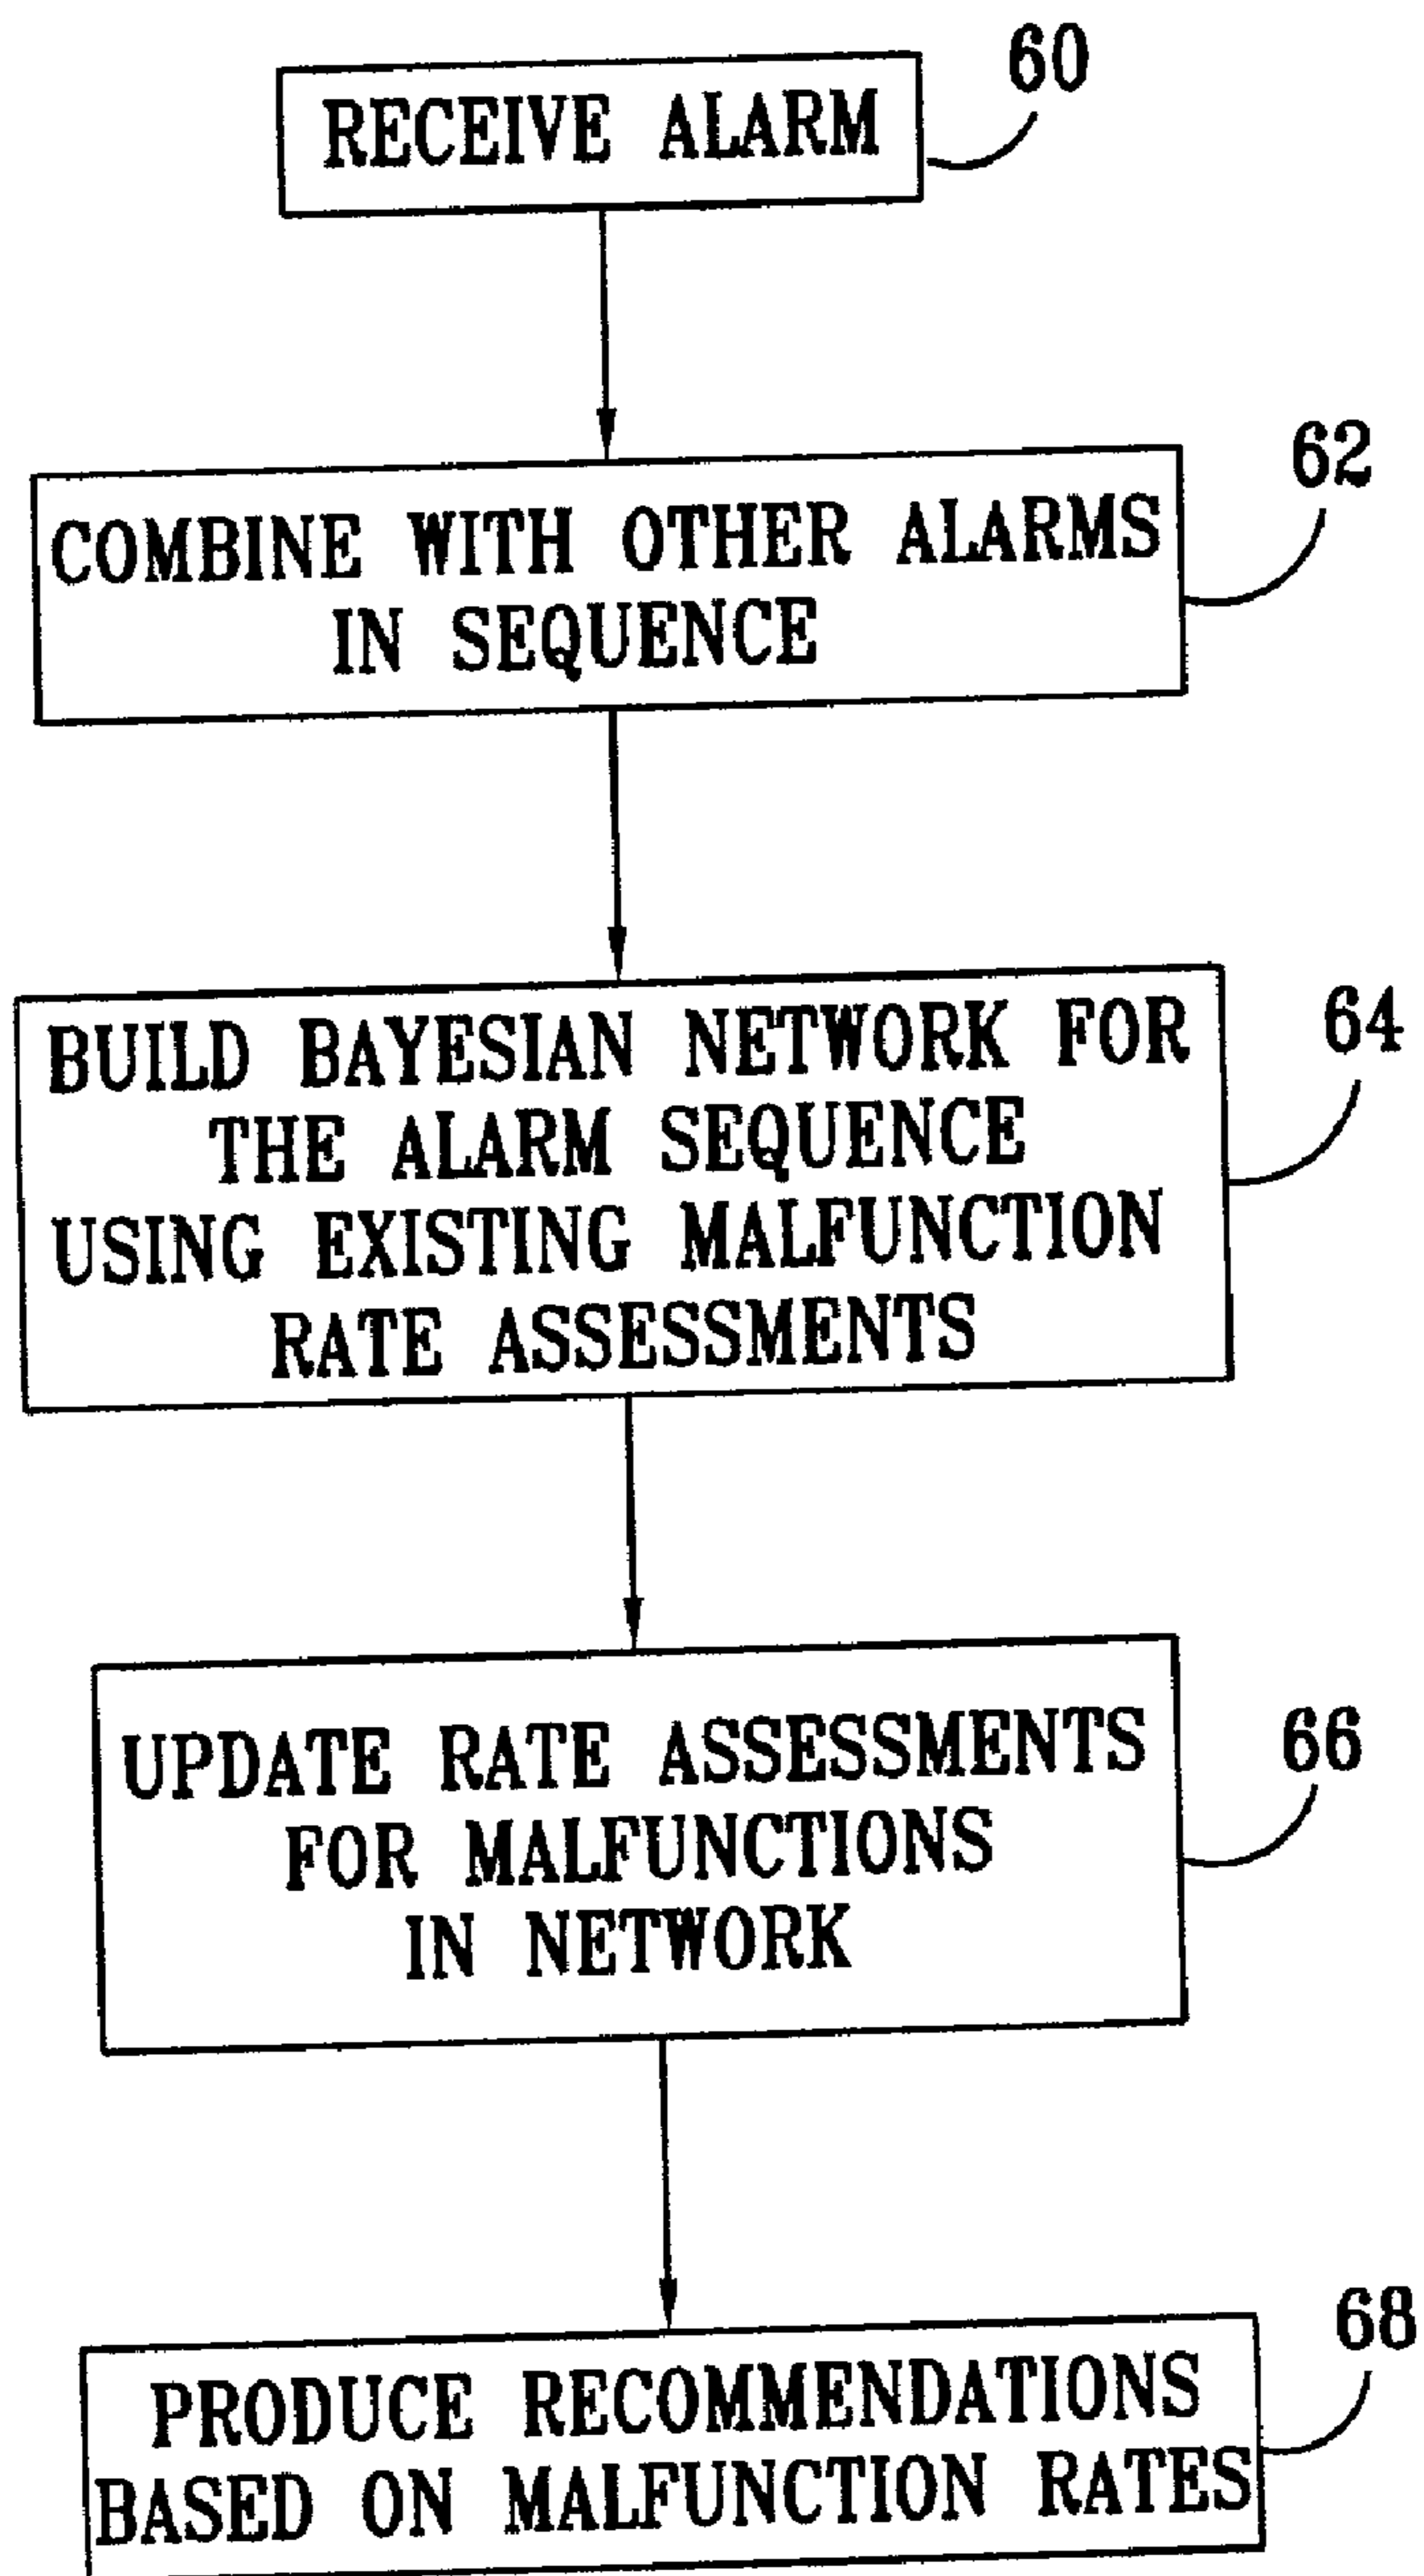 60
RECEIVE ALARM
62
COMBINE WITH OTHER ALARMS
IN SEQUENCE
64
BUILD BAYESIAN NETWORK FOR
THE ALARM SEQUENCE
USING EXISTING MALFUNCTION
RATE ASSESSMENTS
66
UPDATE RATE ASSESSMENTS
FOR MALFUNCTIONS
IN NETWORK
68
PRODUCE RECOMMENDATIONS
BASED ON MALFUNCTION RATES